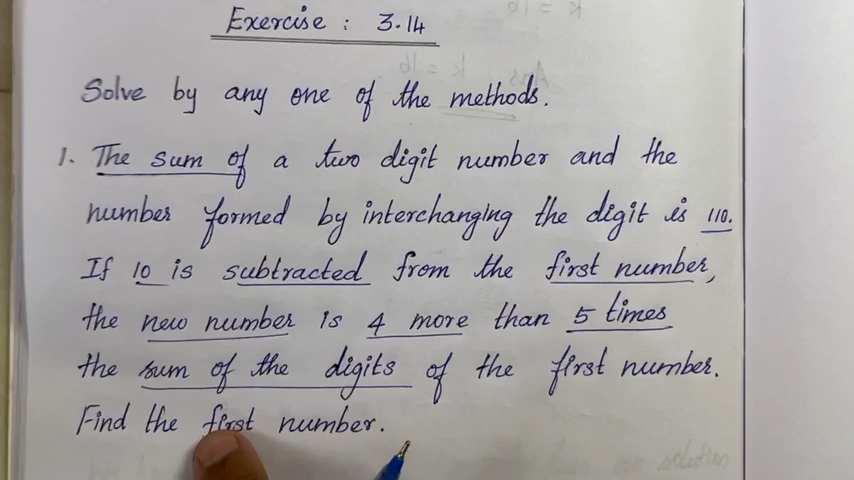 Exercise : 3.14
Solve by any one of the methods.
1. The sum of a two digit number and the
number formed by interchanging the digit is 110.
If 10 is subtracted from the first number,
the new number is 4 more than 5 times
the sum of the digits of the first number.
Find the first number.